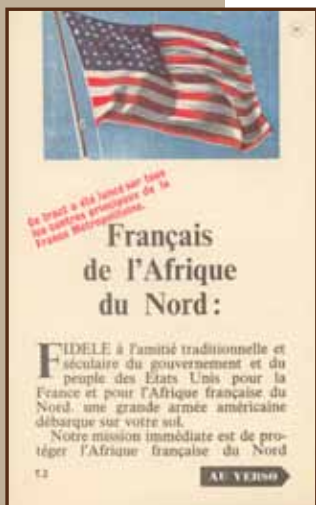 Ce tract a été lancé sur tous
les centres principaux de la
France Metropolitaine.
Français
de l'Afrique
du Nord :
FIDELE à l'amitié traditionnelle et
séculaire du gouvernement et du
peuple des États Unis pour la
France et pour l'Afrique française du
Nord, une grande armée américaine
débarque sur votre sol.
Notre mission immédiate est de pro-
téger l'Afrique française du Nord
T.2
AU VERSO